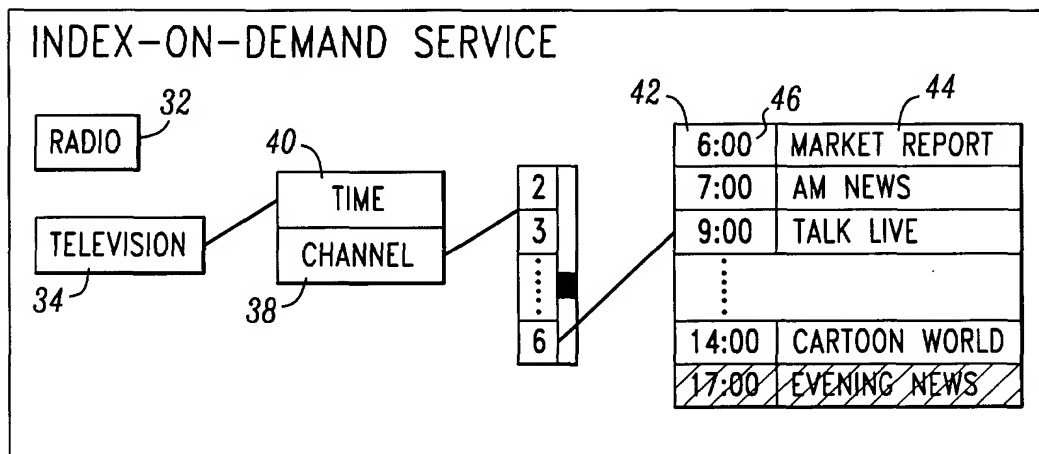 INDEX-ON-DEMAND SERVICE
32
RADIO
34
TELEVISION
40
TIME
CHANNEL
38
2
3
6
42 46 44
6:00 MARKET REPORT
7:00 AM NEWS
9:00 TALK LIVE
14:00 CARTOON WORLD
17:00 EVENING NEWS